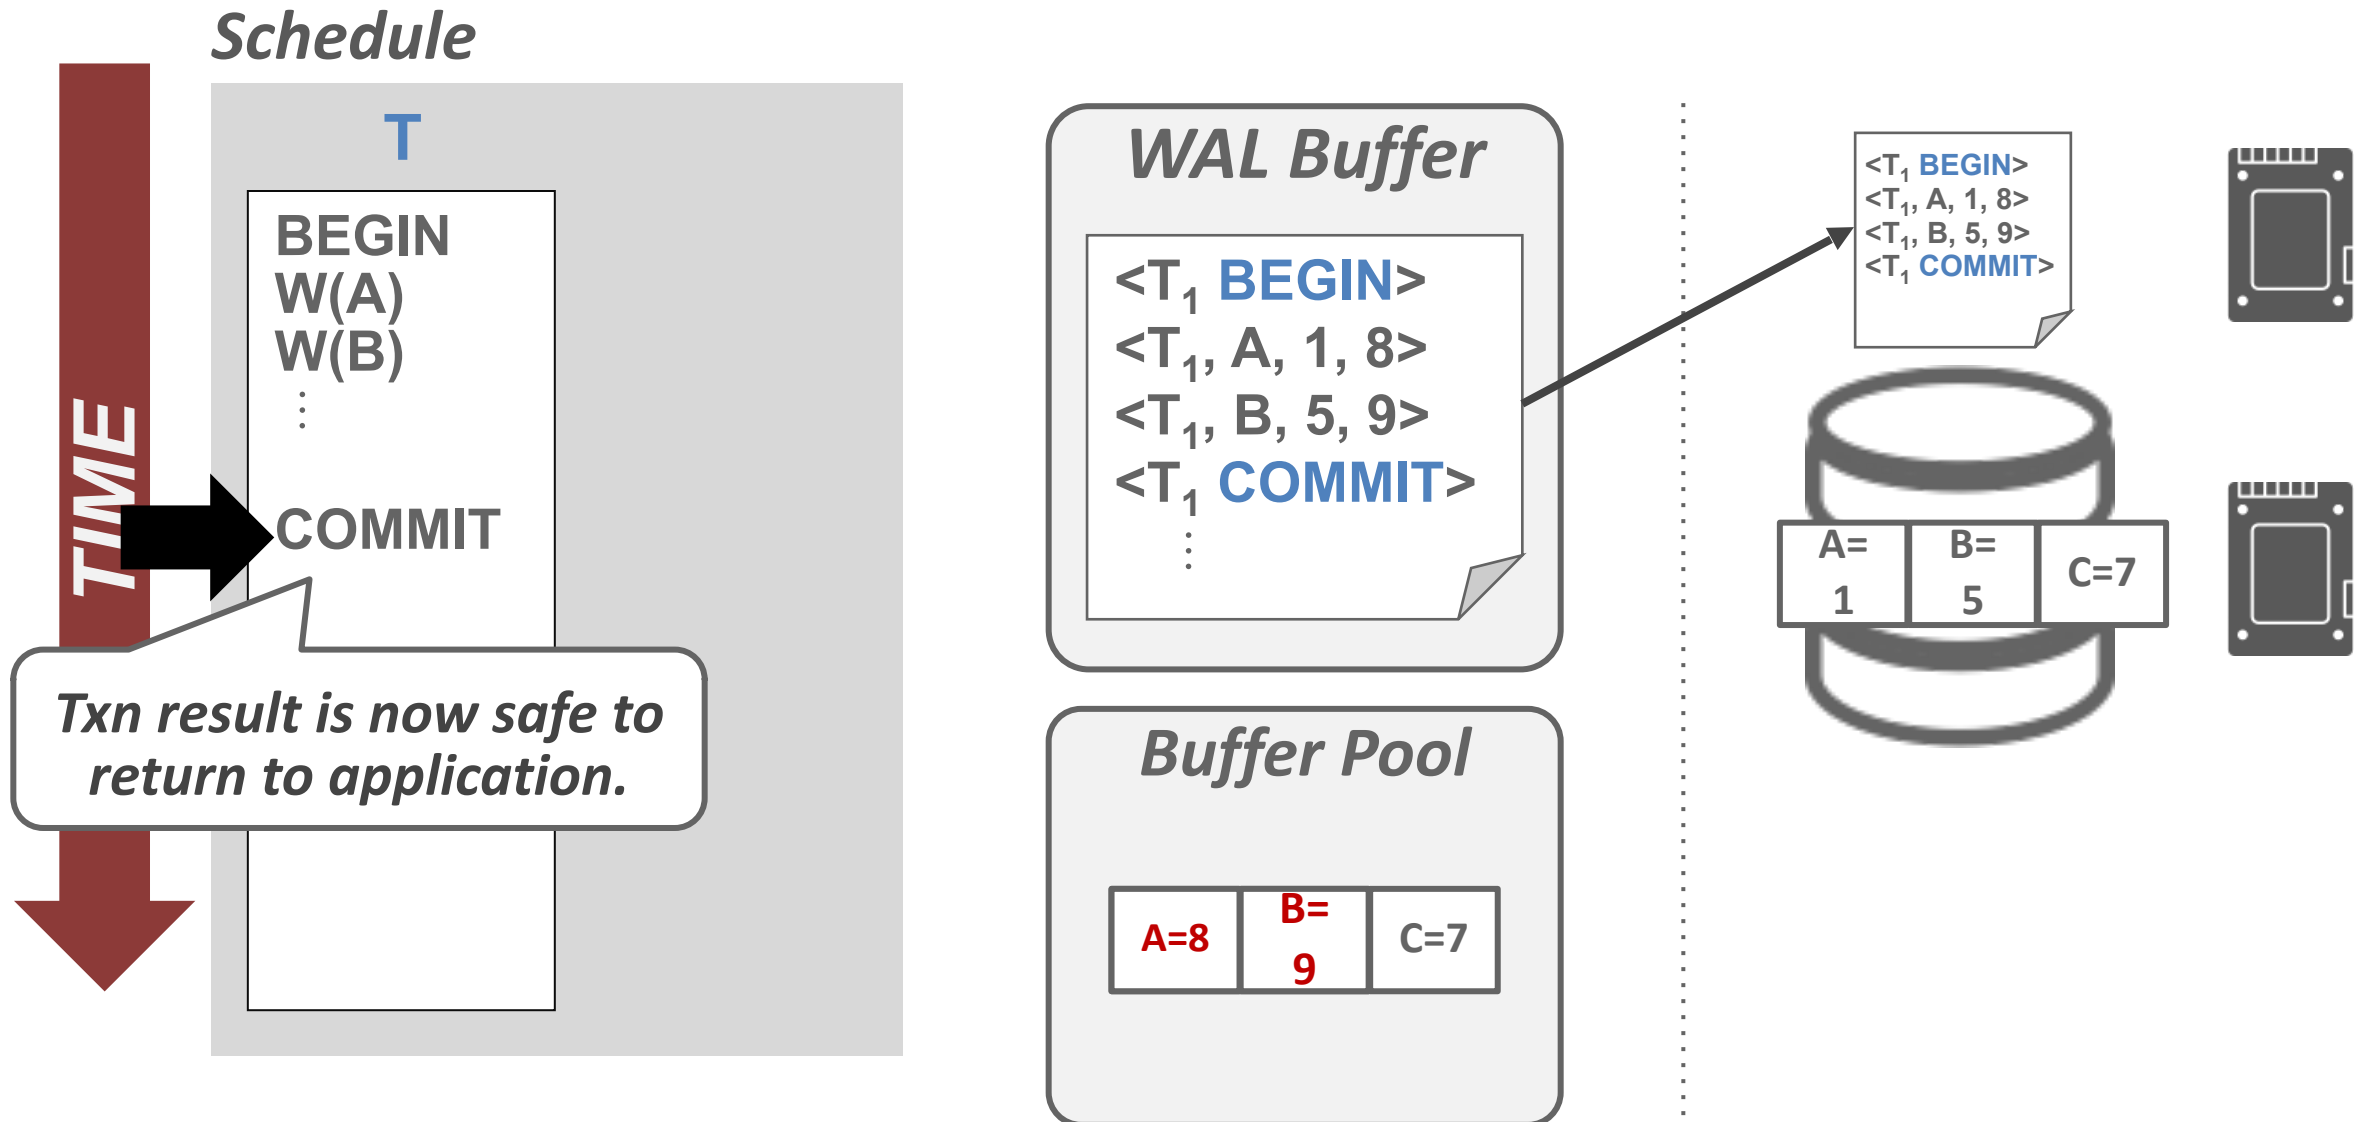 Schedule
T
BEGIN
W(A)
W(B)
⋮
COMMIT
TIME
Txn result is now safe to
return to application.
WAL Buffer
<T₁ BEGIN>
<T₁, A, 1, 8>
<T₁, B, 5, 9>
<T₁ COMMIT>
⋮
Buffer Pool
A=8
B=
9
C=7
<T₁ BEGIN>
<T₁, A, 1, 8>
<T₁, B, 5, 9>
<T₁ COMMIT>
A=
1
B=
5
C=7